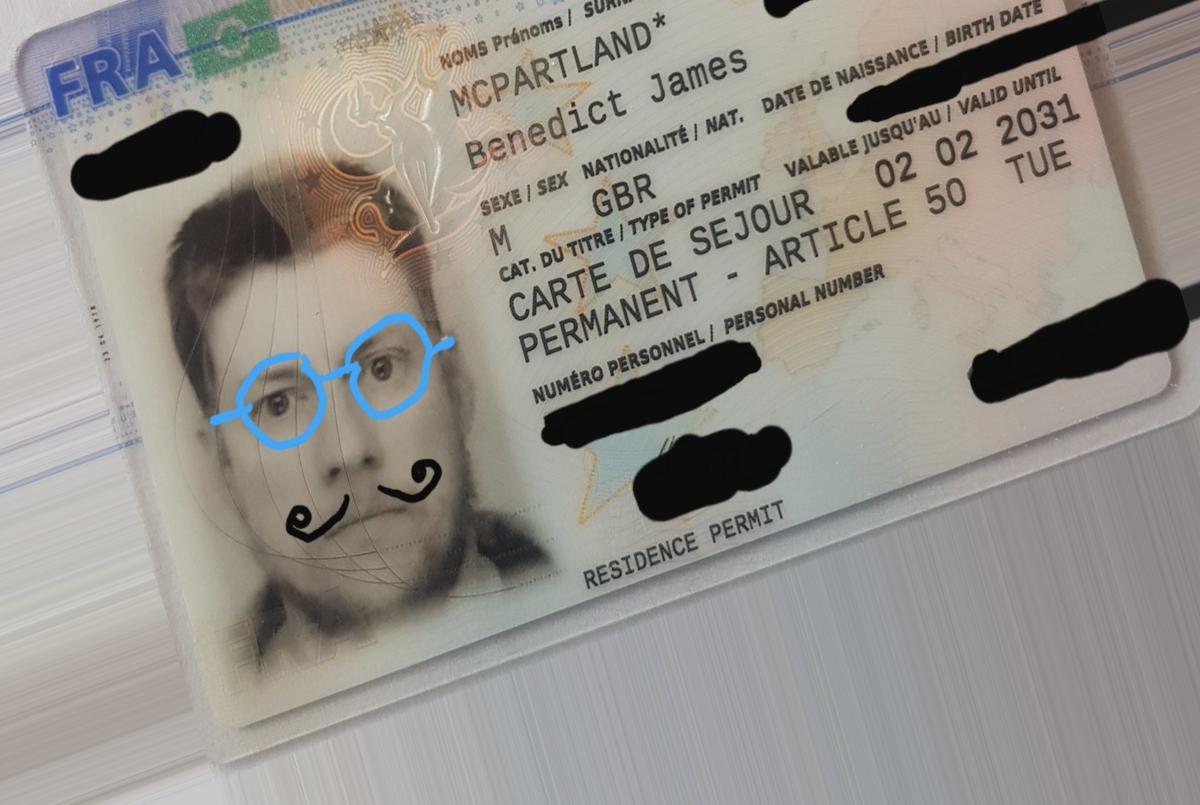 FRA
NOMS Prénoms /
MCPARTLAND*
Benedict James
SEXE / SEX NATIONALITÉ / NAT. DATE DE NAISSANCE / BIRTH DATE
M GBR
CAT. DU TITRE / TYPE OF PERMIT VALABLE JUSQU'AU / VALID UNTIL
02 02 2031
CARTE DE SEJOUR
PERMANENT - ARTICLE 50 TUE
NUMÉRO PERSONNEL / PERSONAL NUMBER
RESIDENCE PERMIT